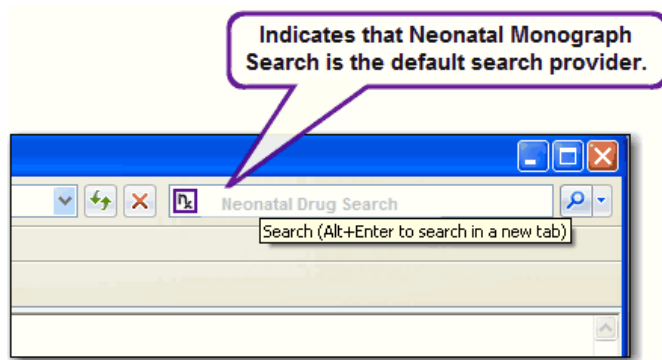 Indicates that Neonatal Monograph
Search is the default search provider.
nx
Neonatal Drug Search
Search (Alt+Enter to search in a new tab)